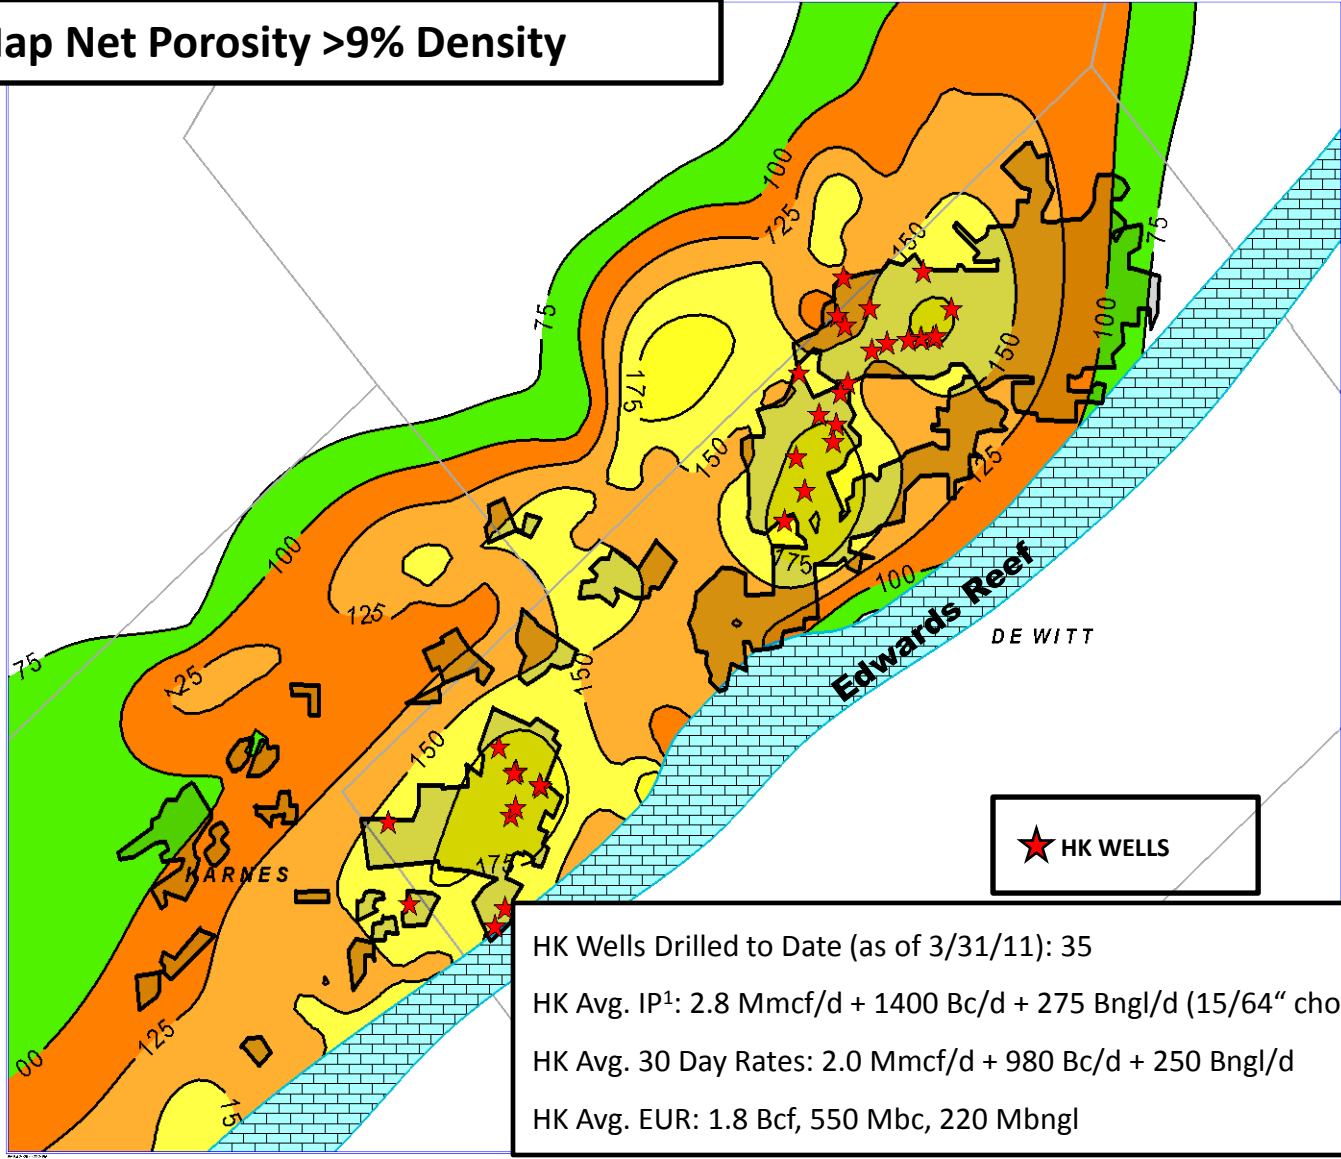 ap Net Porosity >9% Density
100
75
125
150
75
100
150
75
175
150
125
100
175
100
125
Edwards Reef
DE WITT
75
125
150
150
HK WELLS
175
KARNES
HK Wells Drilled to Date (as of 3/31/11): 35
HK Avg. IP¹: 2.8 Mmcf/d + 1400 Bc/d + 275 Bngl/d (15/64“ cho
125
00
HK Avg. 30 Day Rates: 2.0 Mmcf/d + 980 Bc/d + 250 Bngl/d
15
HK Avg. EUR: 1.8 Bcf, 550 Mbc, 220 Mbngl